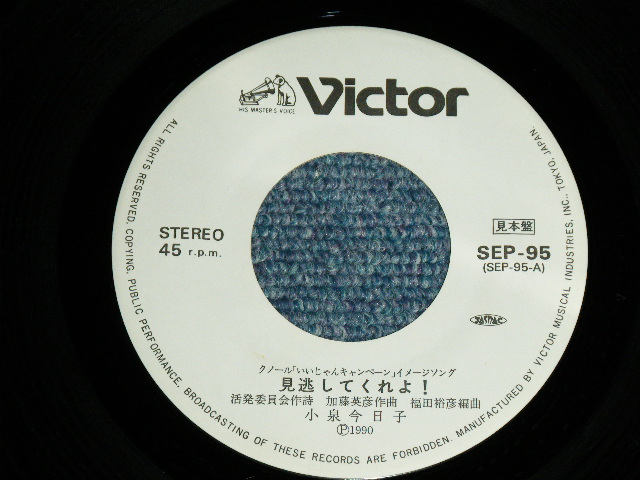 Victor
HIS MASTER'S VOICE
STEREO
45 r.p.m.
見本盤
SEP-95
(SEP-95-A)
JASRAC
クノール「いいじゃんキャンペーン」イメージソング
見逃してくれよ!
活発委員会作詩 加藤英彦作曲 福田裕彦編曲
小泉今日子
Ⓟ1990
ALL RIGHTS RESERVED. COPYING, PUBLIC PERFORMANCE, BROADCASTING OF THESE RECORDS ARE FORBIDDEN. MANUFACTURED BY VICTOR MUSICAL INDUSTRIES, INC., TOKYO, JAPAN.